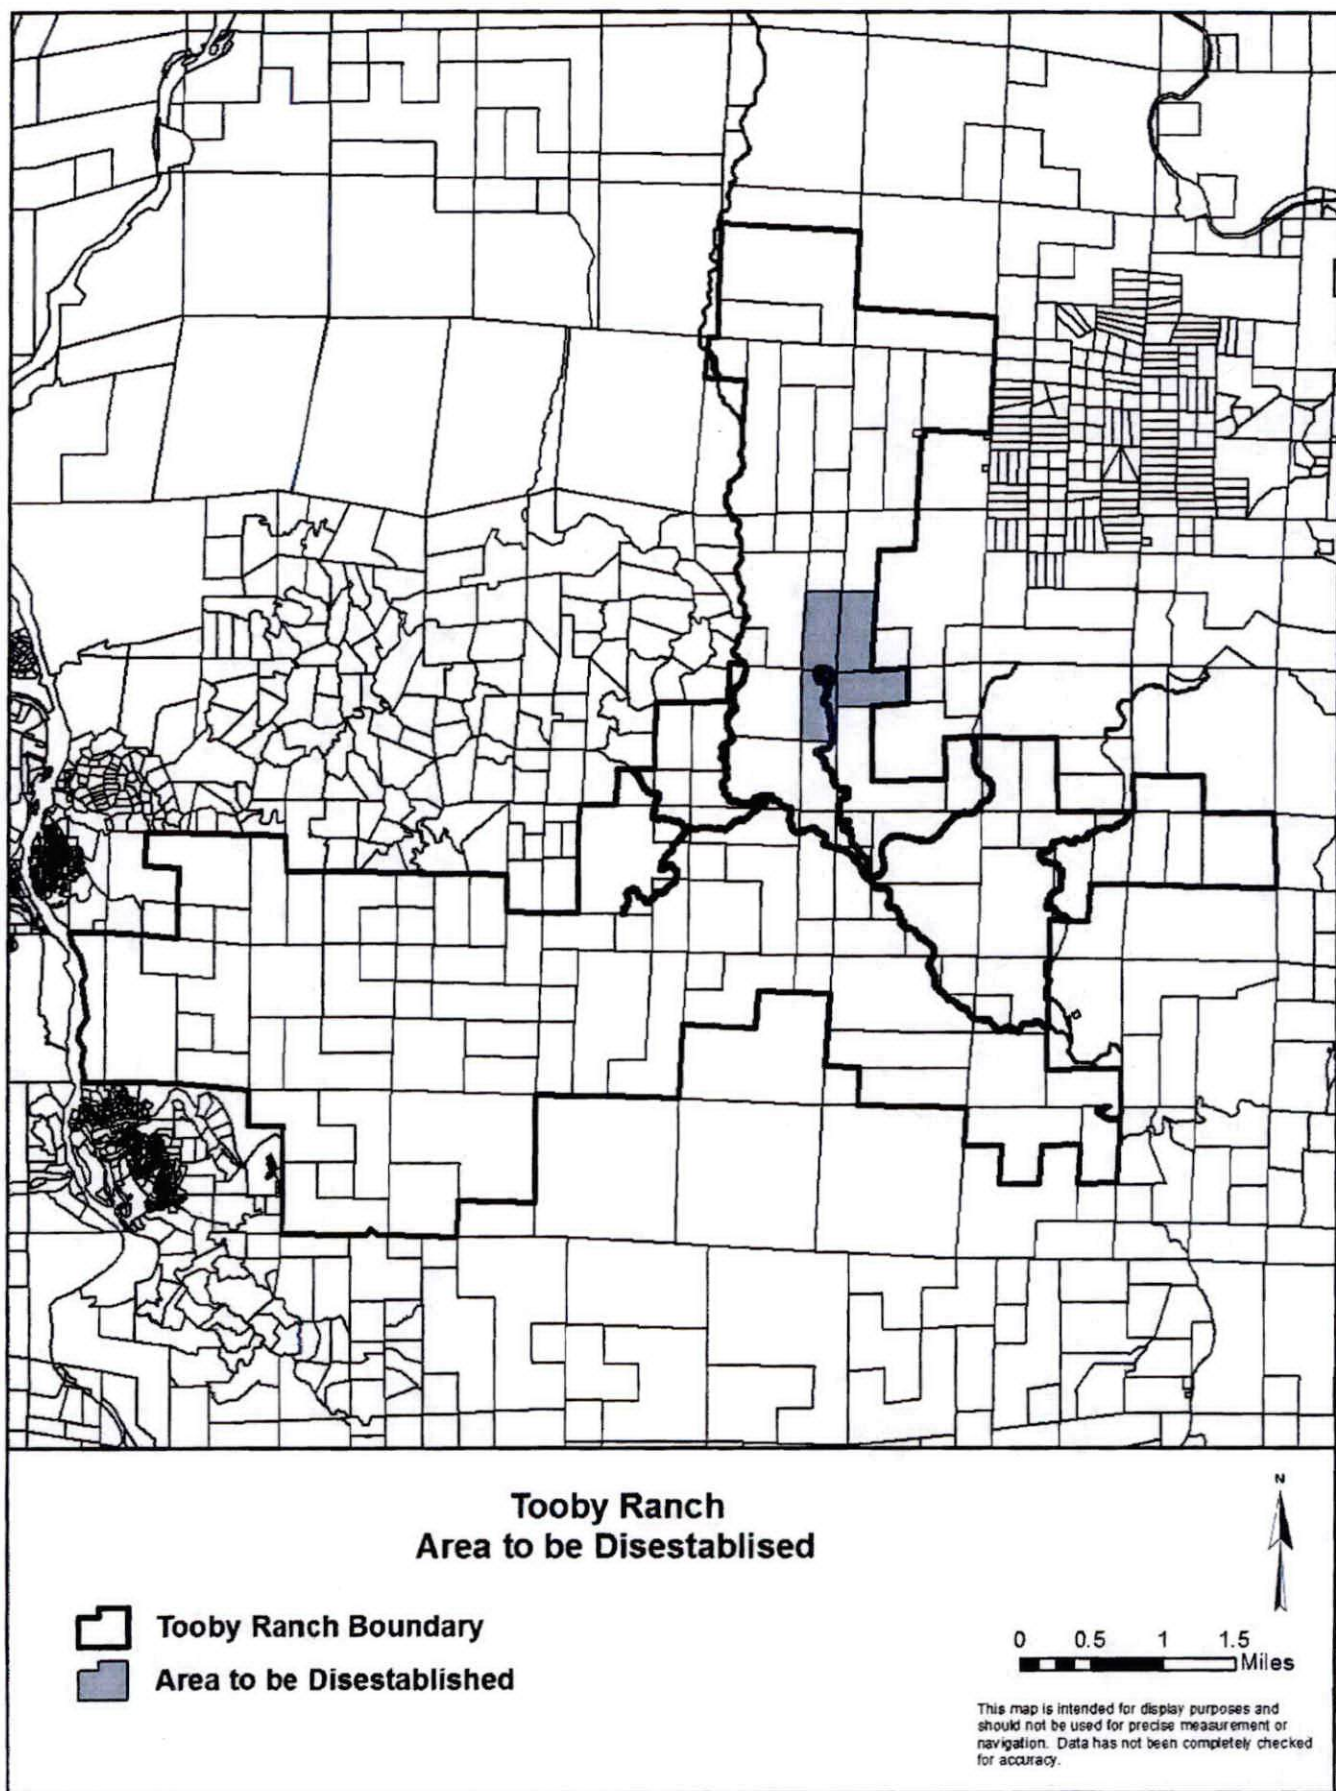 Tooby Ranch
Area to be Disestablised
N
Tooby Ranch Boundary
Area to be Disestablished
0 0.5 1 1.5
Miles
This map is intended for display purposes and
should not be used for precise measurement or
navigation. Data has not been completely checked
for accuracy.